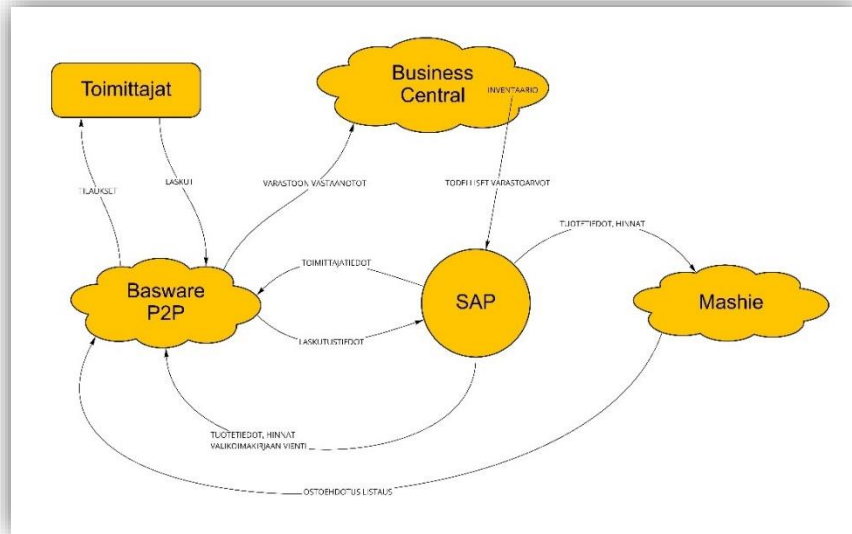 Toimittajat
Business
Central
INVENTAARIO
TILAUKSET
LASKUT
VARASTOON VASTAANOTOT
TODELLISET VARASTOARVOT
TUOTETIEDOT, HINNAT
TOIMITTAJATIEDOT
Basware
P2P
SAP
Mashie
LASKUTUSTIEDOT
TUOTETIEDOT, HINNAT
VALIKOIMAKIRJAAN VIENTI
OSTOEHDOTUS LISTAUS